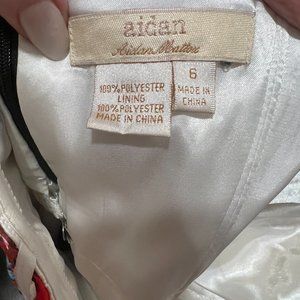 aidan
Aidan Mattox
100% POLYESTER
LINING
100% POLYESTER
MADE IN CHINA
6
MADE IN
CHINA